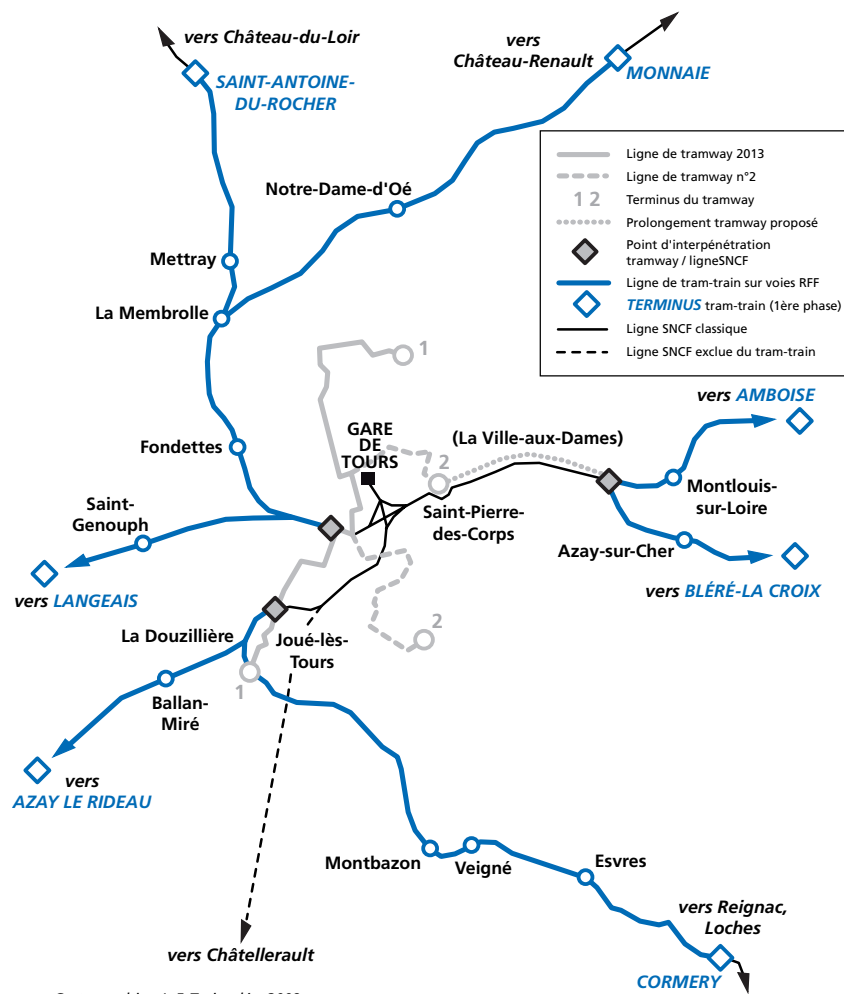 vers Château-du-Loir
SAINT-ANTOINE-
DU-ROCHER
vers
Château-Renault
MONNAIE
Ligne de tramway 2013
Ligne de tramway n°2
1 2 Terminus du tramway
Prolongement tramway proposé
Point d'interpénétration
tramway / ligneSNCF
Ligne de tram-train sur voies RFF
TERMINUS tram-train (1ère phase)
Ligne SNCF classique
Ligne SNCF exclue du tram-train
Notre-Dame-d'Oé
Mettray
La Membrolle
1
vers AMBOISE
GARE
DE
TOURS
(La Ville-aux-Dames)
Fondettes
2
Montlouis-
sur-Loire
Saint-
Genouph
Saint-Pierre-
des-Corps
Azay-sur-Cher
vers LANGEAIS
vers BLÉRÉ-LA CROIX
La Douzillière
Joué-lès-
Tours
2
1
Ballan-
Miré
vers
AZAY LE RIDEAU
Montbazon
Veigné
Esvres
vers Reignac,
Loches
vers Châtellerault
CORMERY